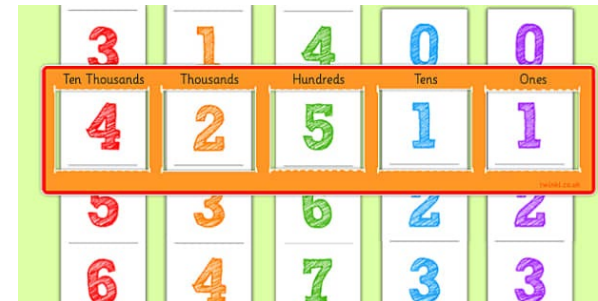 3 1 4 0 0
Ten Thousands Thousands Hundreds Tens Ones
4 2 5 1 1
twinkl.co.uk
5 3 6 2 2
6 4 7 3 3